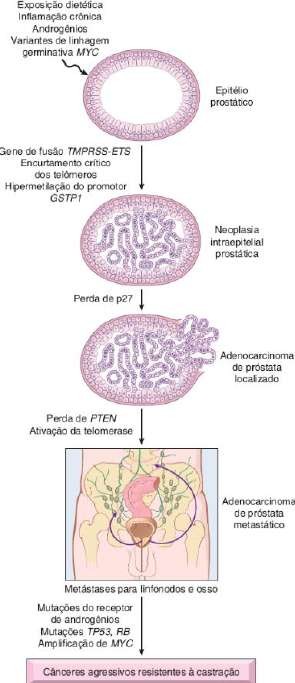 Exposição dietética
Inflamação crônica
Androgênios
Variantes de linhagem
germinativa MYC
Epitélio
prostático
Gene de fusão TMPRSS-ETS
Encurtamento crítico
dos telômeros
Hipermetilação do promotor
GSTP1
Neoplasia
intraepitelial
prostática
Perda de p27
Adenocarcinoma
de próstata
localizado
Perda de PTEN
Ativação da telomerase
Adenocarcinoma
de próstata
metastático
Metástases para linfonodos e osso
Mutações do receptor
de androgênios
Mutações TP53, RB
Amplificação de MYC
Cânceres agressivos resistentes à castração